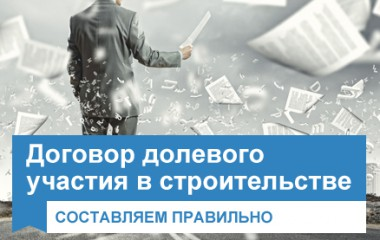 Договор долевого
участия в строительстве
СОСТАВЛЯЕМ ПРАВИЛЬНО